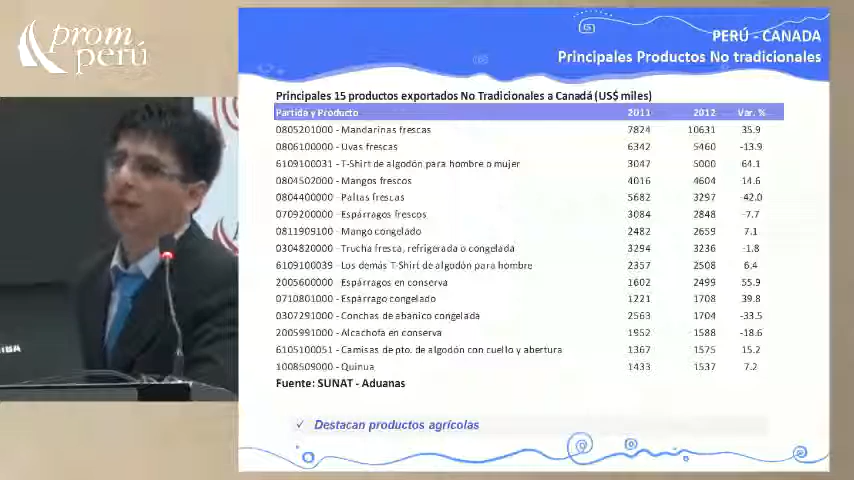 prom
perú
PERÚ - CANADA
Principales Productos No tradicionales
Principales 15 productos exportados No Tradicionales a Canadá (US$ miles)
Partida y Producto 2011 2012 Var. %
0805201000 - Mandarinas frescas 7824 10631 35.9
0806100000 - Uvas frescas 6342 5460 -13.9
6109100031 - T-Shirt de algodón para hombre o mujer 3047 5000 64.1
0804502000 - Mangos frescos 4016 4604 14.6
0804400000 - Paltas frescas 5682 3297 -42.0
0709200000 - Espárragos frescos 3084 2848 -7.7
0811909100 - Mango congelado 2482 2659 7.1
0304820000 - Trucha fresca, refrigerada o congelada 3294 3236 -1.8
6109100039 - Los demás T-Shirt de algodón para hombre 2357 2508 6.4
2005600000 - Espárragos en conserva 1602 2499 55.9
0710801000 - Espárrago congelado 1221 1708 39.8
0307291000 - Conchas de abanico congelada 2563 1704 -33.5
2005991000 - Alcachofa en conserva 1952 1588 -18.6
6105100051 - Camisas de pto. de algodón con cuello y abertura 1367 1575 15.2
1008509000 - Quinua 1433 1537 7.2
Fuente: SUNAT - Aduanas
✓ Destacan productos agrícolas